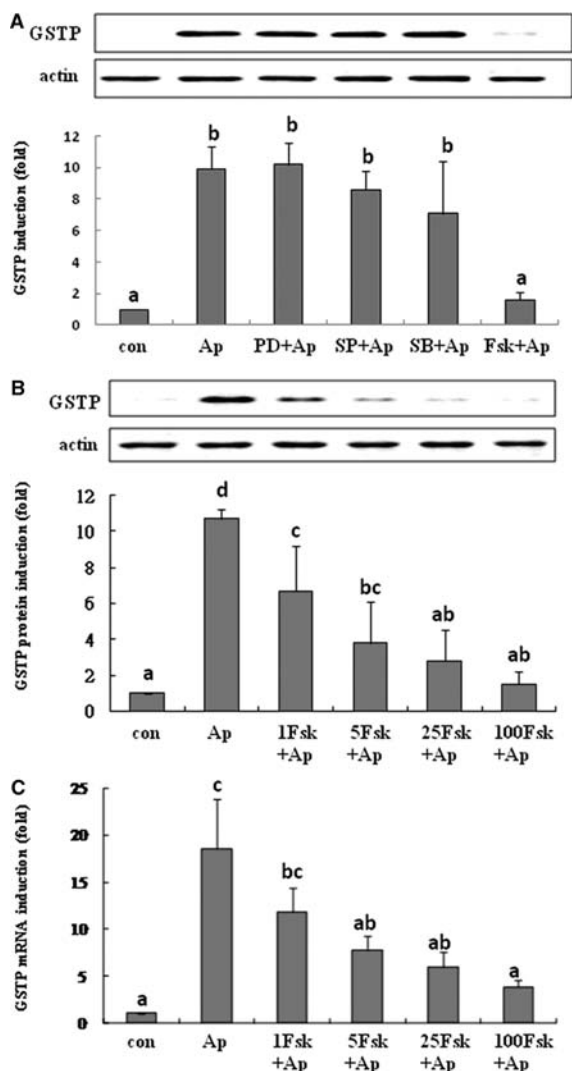 A
GSTP
actin
GSTP induction (fold)
12
10
8
6
4
2
0
a
b
b
b
b
a
con
Ap
PD+Ap
SP+Ap
SB+Ap
Fsk+Ap
B
GSTP
actin
GSTP protein induction (fold)
12
10
8
6
4
2
0
a
d
c
bc
ab
ab
con
Ap
1Fsk
+Ap
5Fsk
+Ap
25Fsk
+Ap
100Fsk
+Ap
C
GSTP mRNA induction (fold)
25
20
15
10
5
0
a
c
bc
ab
ab
a
con
Ap
1Fsk
+Ap
5Fsk
+Ap
25Fsk
+Ap
100Fsk
+Ap